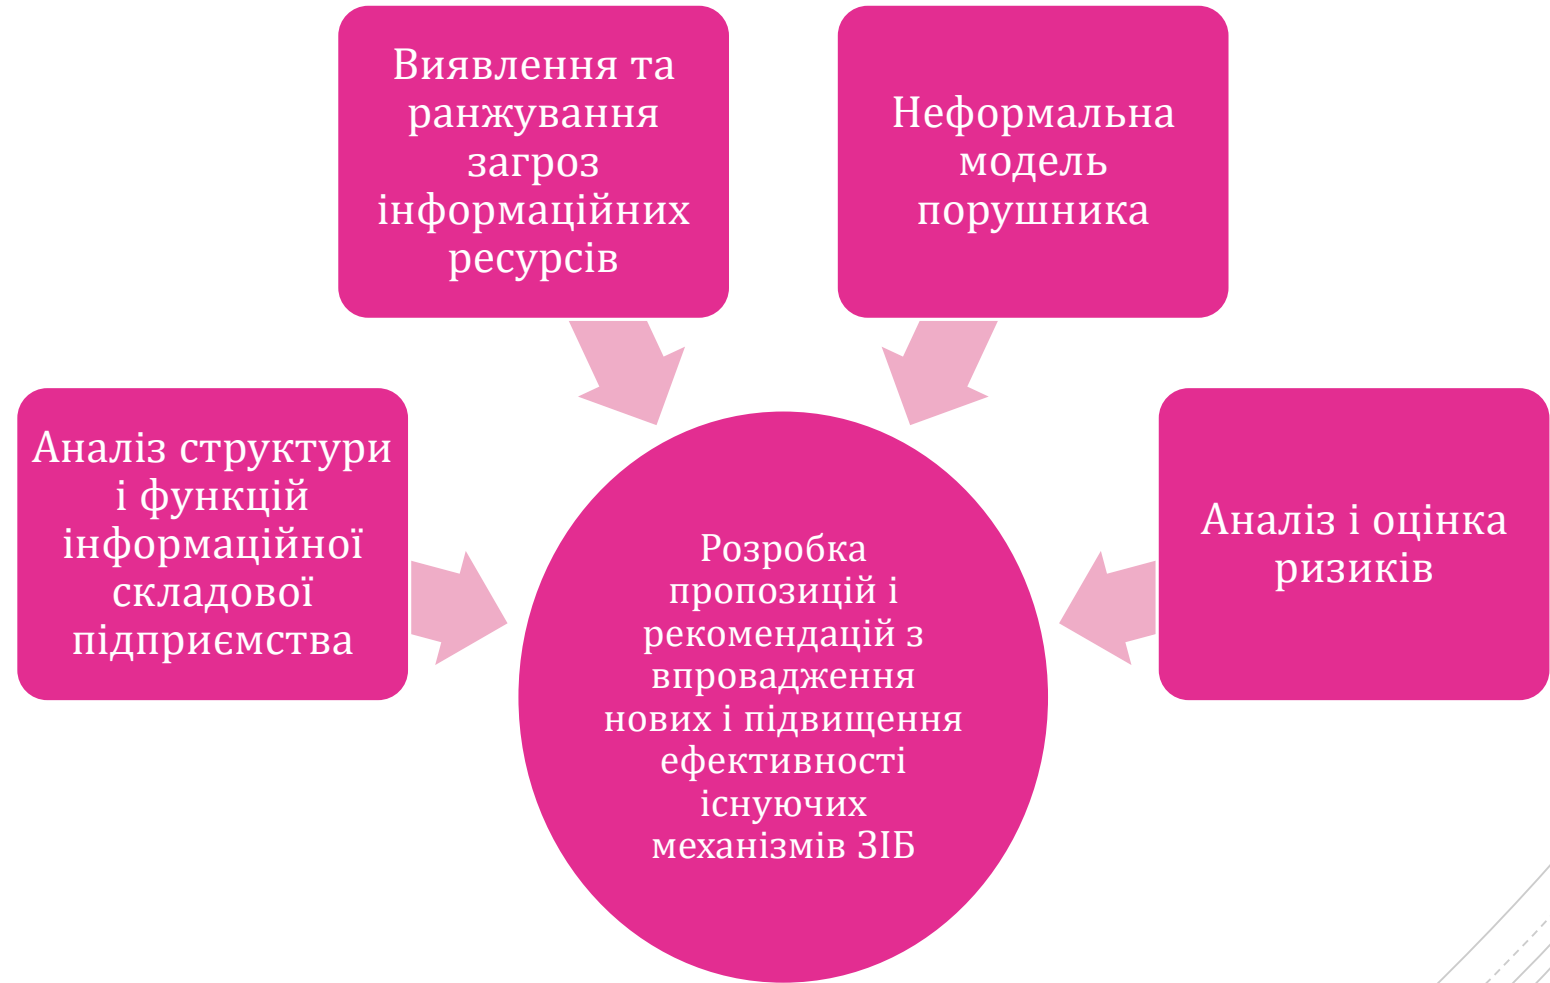 Виявлення та
ранжування
загроз
інформаційних
ресурсів
Неформальна
модель
порушника
Аналіз структури
і функцій
інформаційної
складової
підприємства
Аналіз і оцінка
ризиків
Розробка
пропозицій і
рекомендацій з
впровадження
нових і підвищення
ефективності
існуючих
механізмів ЗІБ